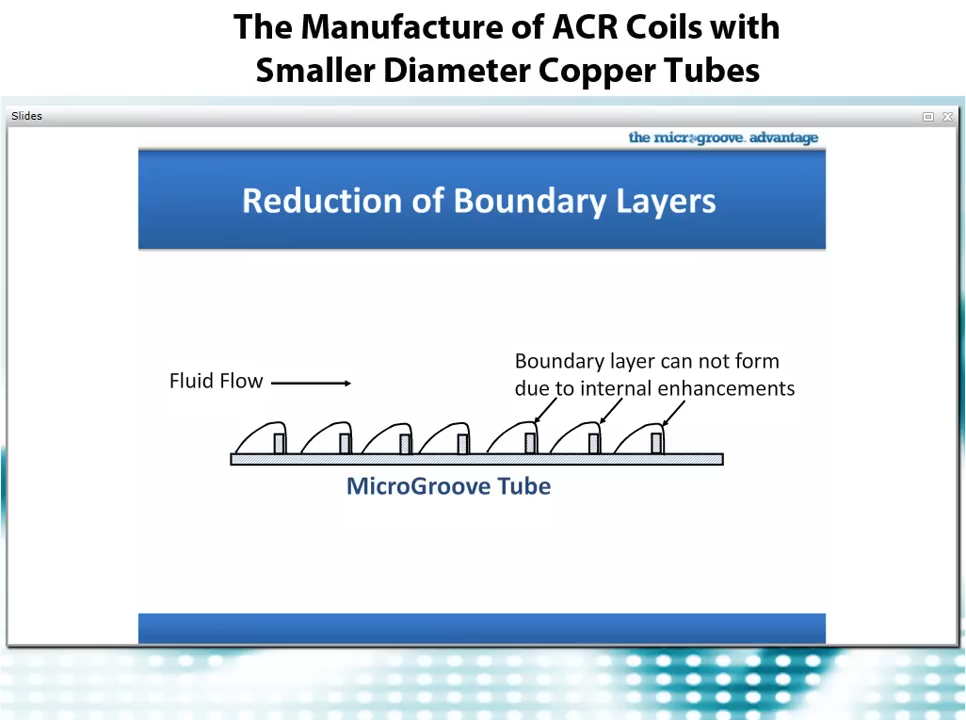 The Manufacture of ACR Coils with
Smaller Diameter Copper Tubes
Slides
the microgroove™ advantage
Reduction of Boundary Layers
Boundary layer can not form
due to internal enhancements
Fluid Flow
MicroGroove Tube